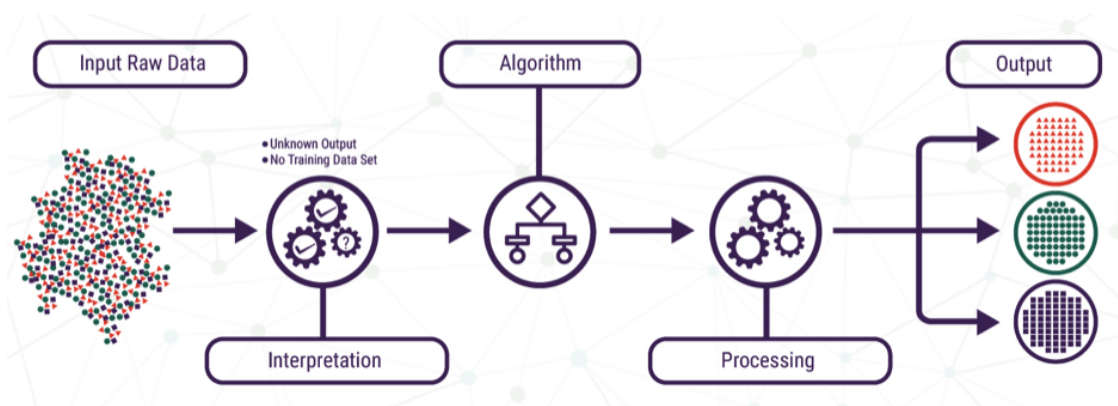 Input Raw Data
Algorithm
Output
• Unknown Output
• No Training Data Set
?
Interpretation
Processing